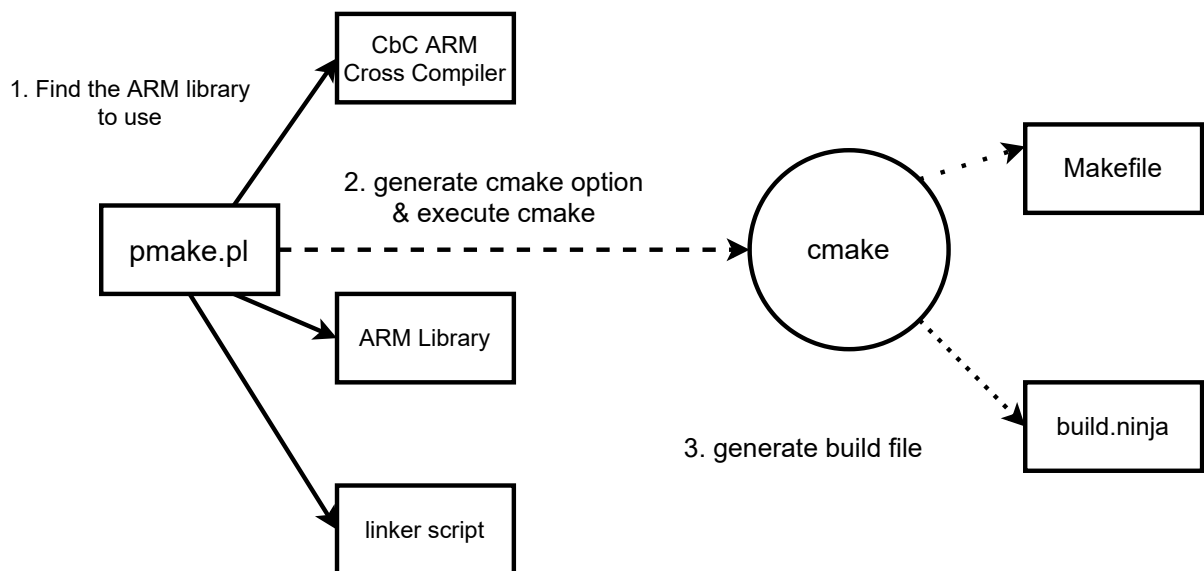 CbC ARM
Cross Compiler
1. Find the ARM library
to use
Makefile
2. generate cmake option
& execute cmake
pmake.pl
cmake
ARM Library
build.ninja
3. generate build file
linker script